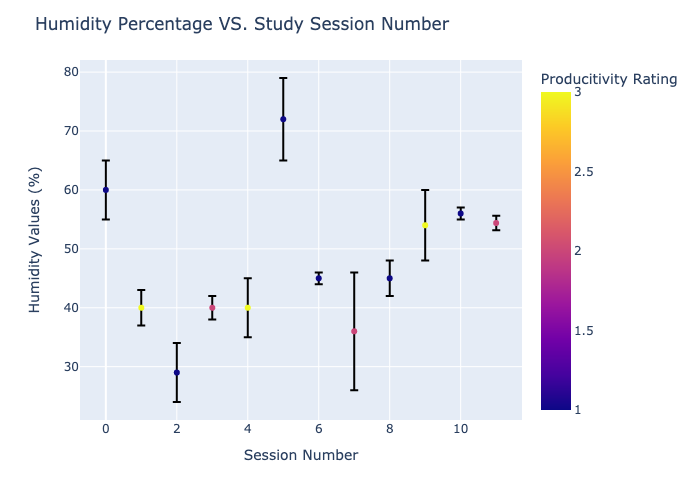 Humidity Percentage VS. Study Session Number
Producitivity Rating
80
70
60
50
40
30
Humidity Values (%)
0 2 4 6 8 10
Session Number
3
2.5
2
1.5
1